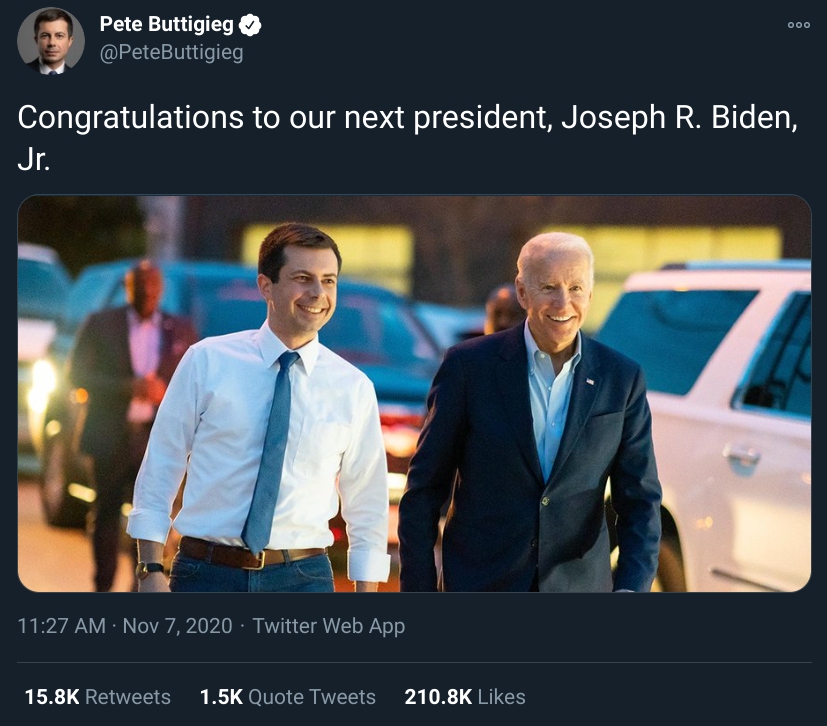 Pete Buttigieg
@PeteButtigieg
Congratulations to our next president, Joseph R. Biden,
Jr.
11:27 AM · Nov 7, 2020 · Twitter Web App
15.8K Retweets 1.5K Quote Tweets 210.8K Likes